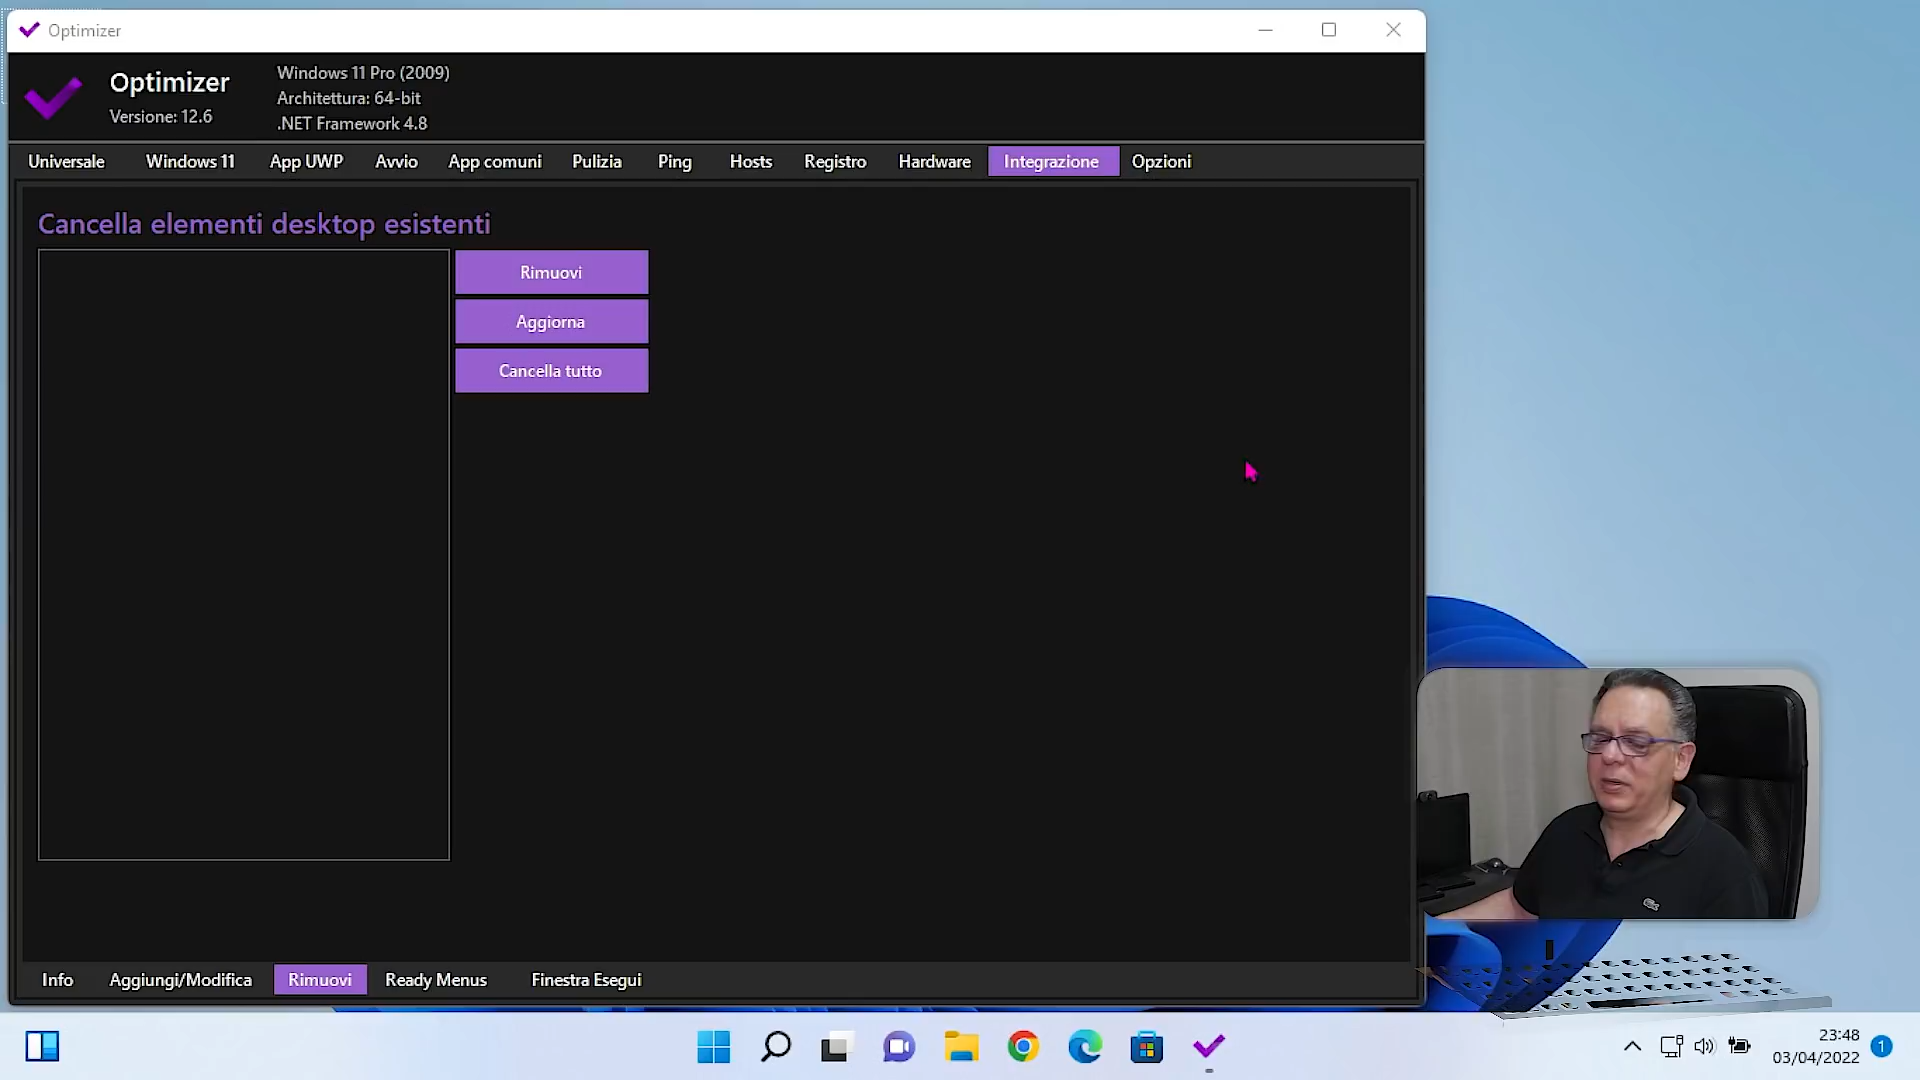 Optimizer
Optimizer
Versione: 12.6
Windows 11 Pro (2009)
Architettura: 64-bit
.NET Framework 4.8
Universale Windows 11 App UWP Avvio App comuni Pulizia Ping Hosts Registro Hardware Integrazione Opzioni
Cancella elementi desktop esistenti
Rimuovi
Aggiorna
Cancella tutto
Info Aggiungi/Modifica Rimuovi Ready Menus Finestra Esegui
23:48
03/04/2022
1